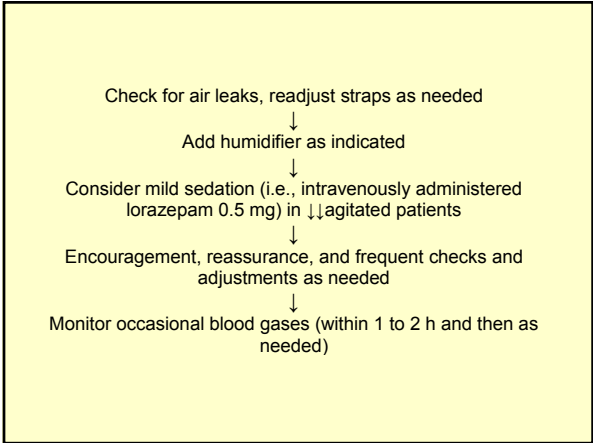 Check for air leaks, readjust straps as needed
↓
Add humidifier as indicated
↓
Consider mild sedation (i.e., intravenously administered
lorazepam 0.5 mg) in ↓↓agitated patients
↓
Encouragement, reassurance, and frequent checks and
adjustments as needed
↓
Monitor occasional blood gases (within 1 to 2 h and then as
needed)